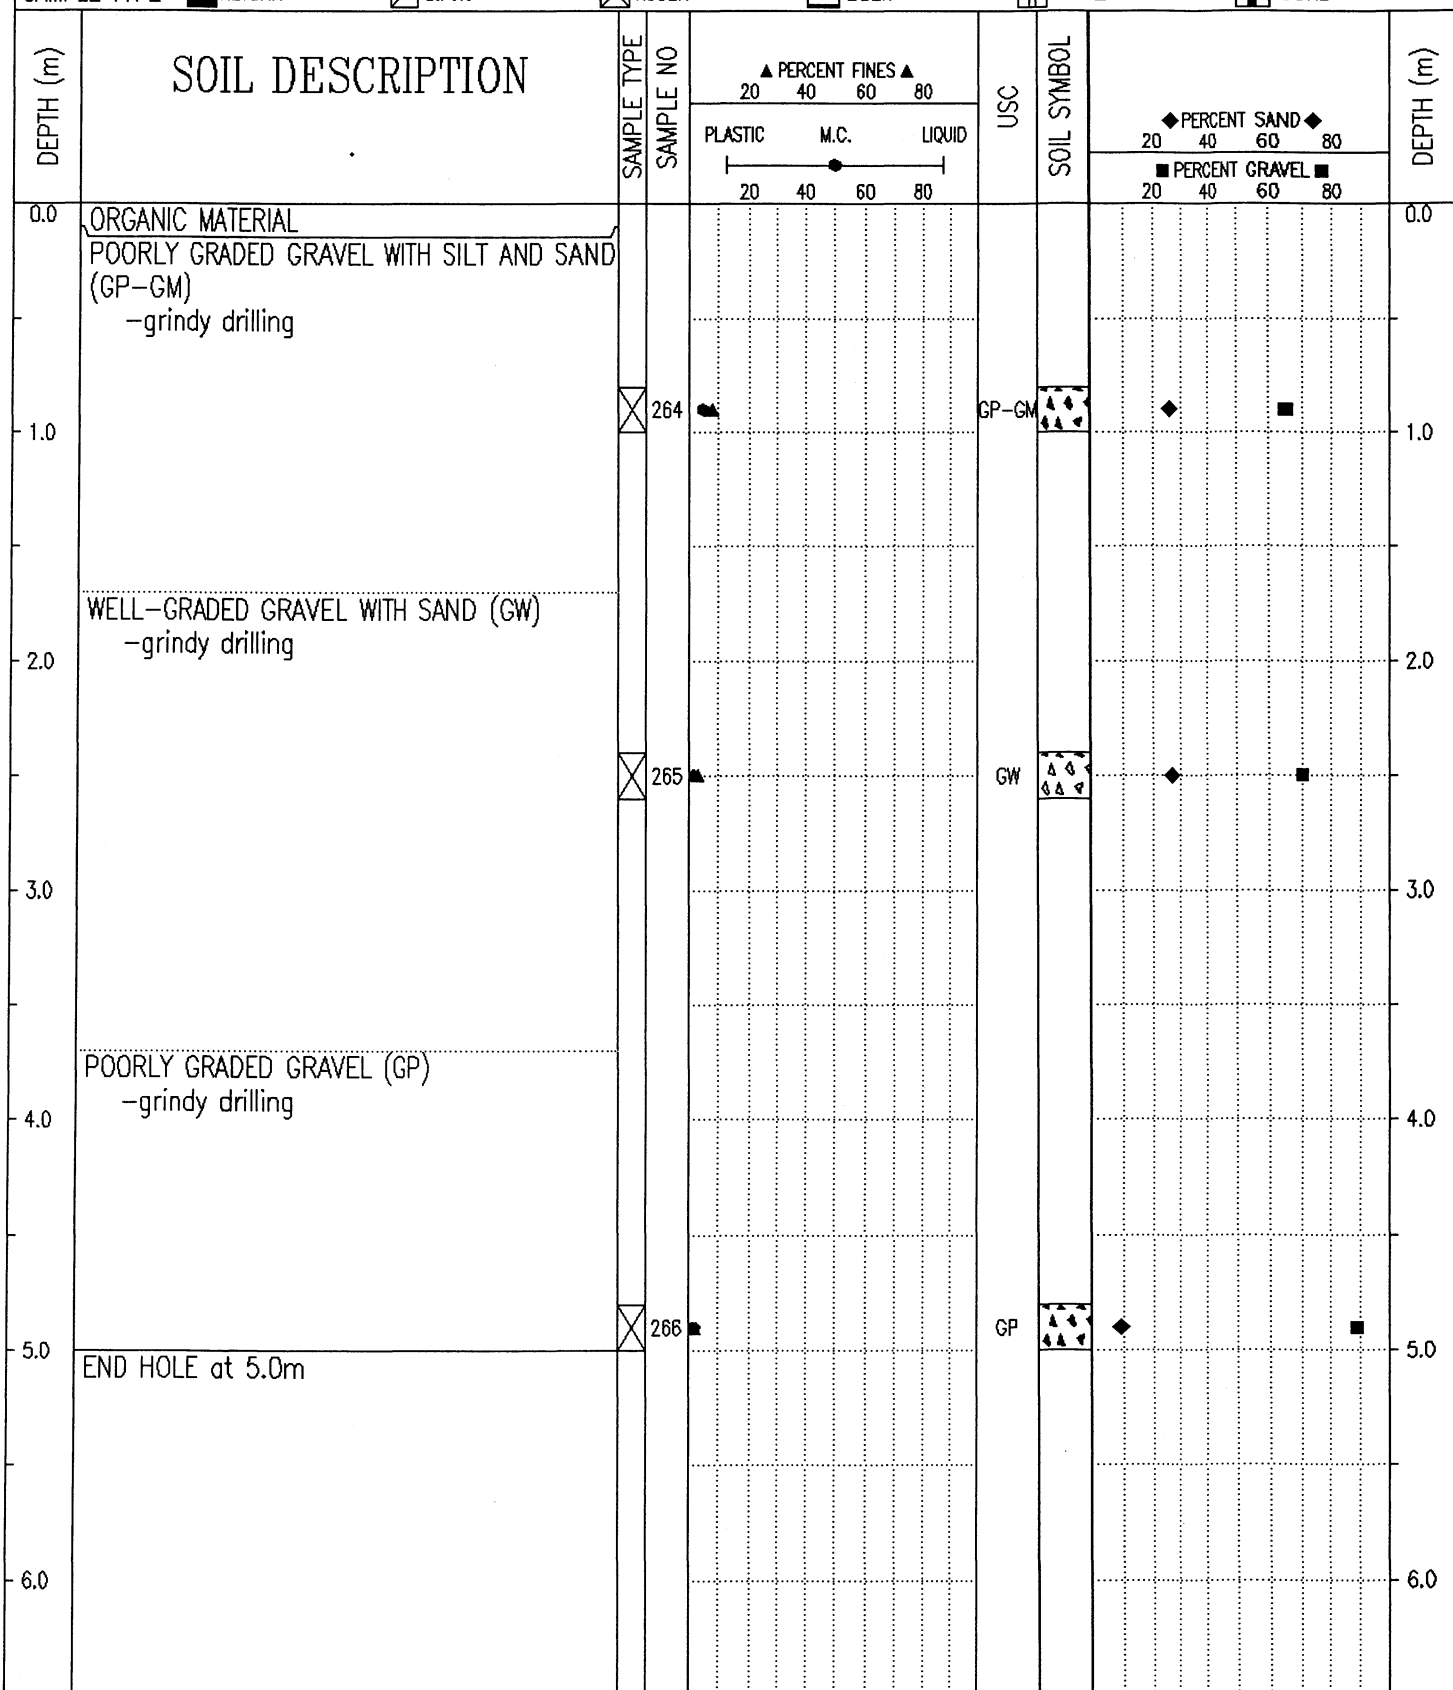 DEPTH (m)
SOIL DESCRIPTION
SAMPLE TYPE
SAMPLE NO
▲ PERCENT FINES ▲
20 40 60 80
PLASTIC M.C. LIQUID
20 40 60 80
USC
SOIL SYMBOL
◆ PERCENT SAND ◆
20 40 60 80
■ PERCENT GRAVEL ■
20 40 60 80
DEPTH (m)
0.0 ORGANIC MATERIAL 0.0
POORLY GRADED GRAVEL WITH SILT AND SAND
(GP-GM)
-grindy drilling
264 GP-GM
1.0 1.0
WELL-GRADED GRAVEL WITH SAND (GW)
-grindy drilling
2.0 2.0
265 GW
3.0 3.0
POORLY GRADED GRAVEL (GP)
-grindy drilling
4.0 4.0
266 GP
5.0 5.0
END HOLE at 5.0m
6.0 6.0